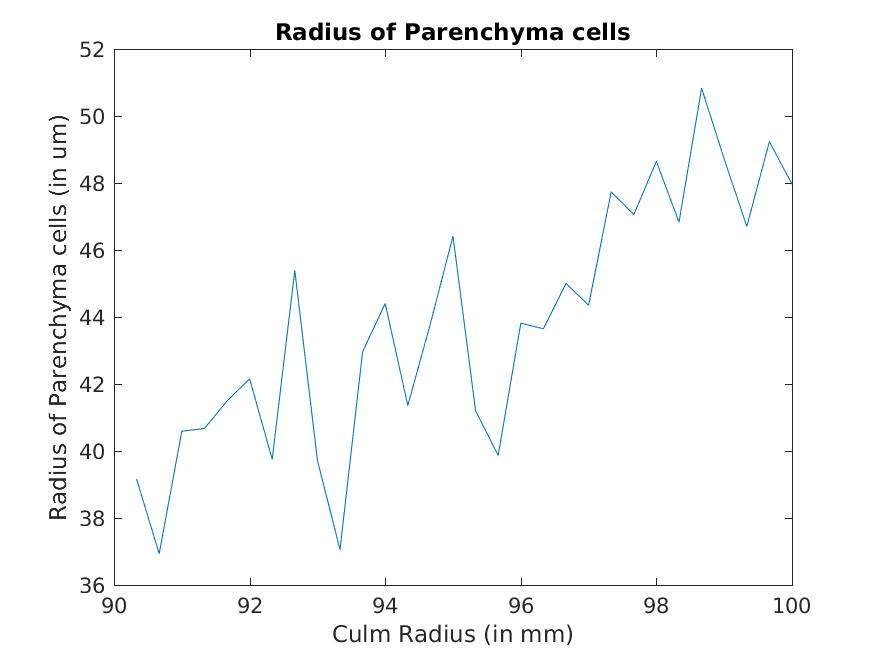 Radius of Parenchyma cells
52
50
48
46
44
42
40
38
36
Radius of Parenchyma cells (in um)
90 92 94 96 98 100
Culm Radius (in mm)